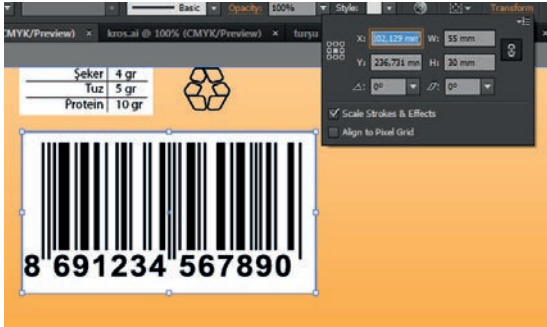 Basic Opacity: 100% Style: Transform
CMYK/Preview) × kros.ai @ 100% (CMYK/Preview) × turşu
X: 102,129 mm W: 55 mm
Y: 236,731 mm H: 30 mm
0° 0°
Scale Strokes & Effects
Align to Pixel Grid
Şeker 4 gr
Tuz 5 gr
Protein 10 gr
8 691234 567890